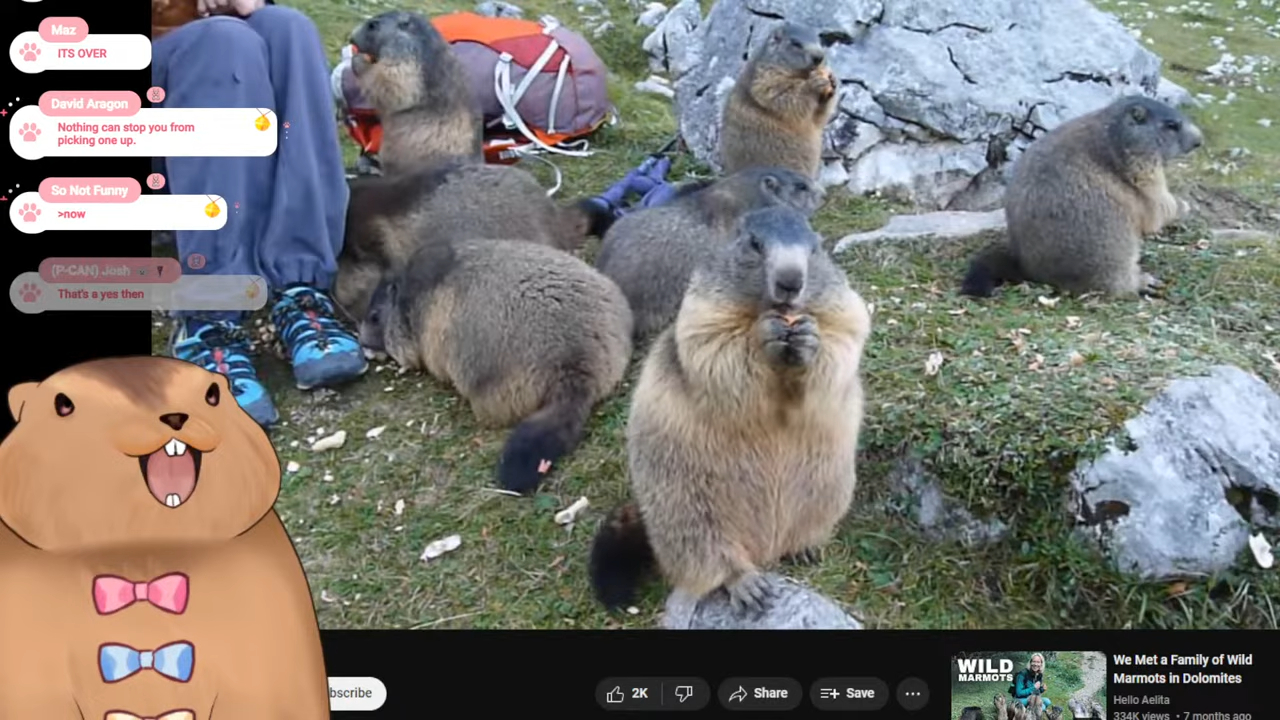 Maz
ITS OVER
David Aragon
Nothing can stop you from
picking one up.
So Not Funny
>now
(P-CAN) Josh
That's a yes then
bscribe
2K
Share
Save
WILD
MARMOTS
We Met a Family of Wild
Marmots in Dolomites
Hello Aelita
334K views • 7 months ago